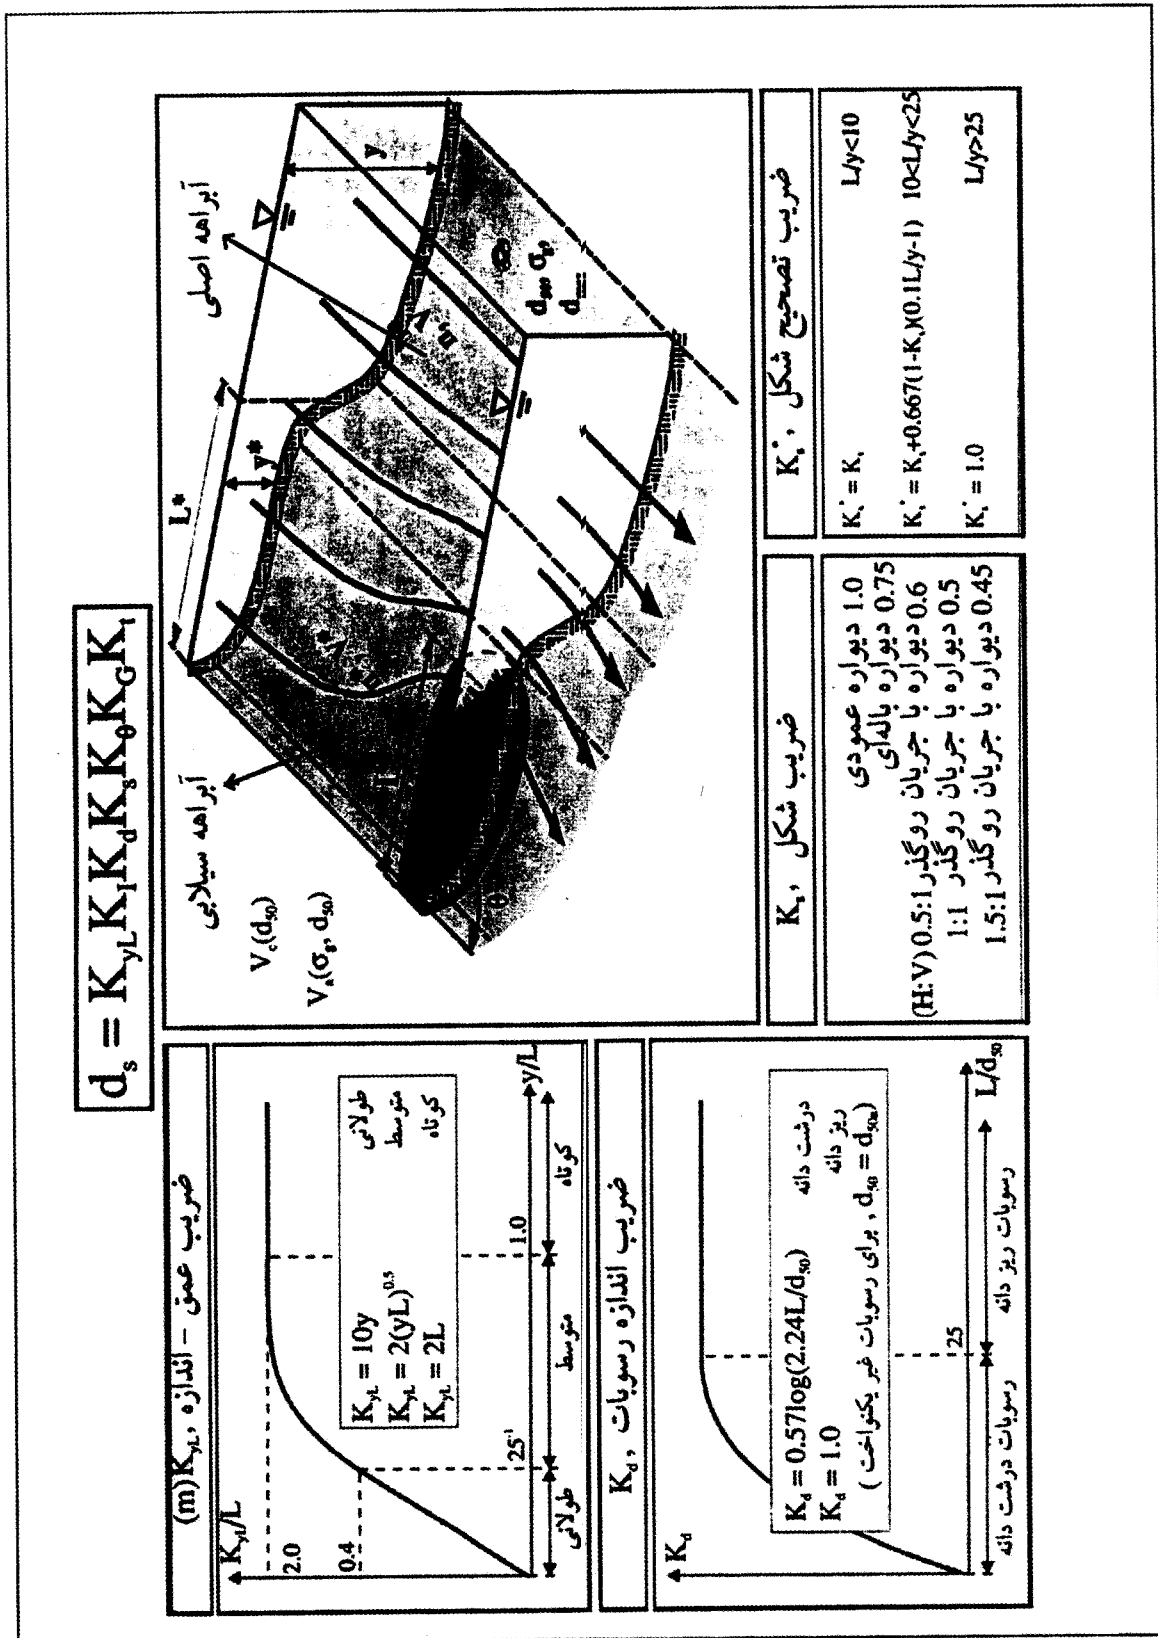 d_s = K_yL K_I K_d K_s K_θ K_G K_t
ضریب عمق – اندازه, K_yL (m)
K_yL/L
2.0
0.4
K_yL = 10y طولانی
K_yL = 2(yL)^0.5 متوسط
K_yL = 2L کوتاه
25^-1
1.0
y/L
طولانی
متوسط
کوتاه
ضریب اندازه رسوبات, K_d
K_d
K_d = 0.57log(2.24L/d_50) درشت دانه
K_d = 1.0 ریز دانه
( برای رسوبات غیر یکنواخت , d_50 = d_50a)
25
L/d_50
رسوبات درشت دانه
رسوبات ریز دانه
آبراهه سیلابی
آبراهه اصلی
V_c(d_50)
V_a(σ_g, d_50)
L*
y*
y
L
θ
d_50, σ_g,
ضریب شکل , K_s
دیواره عمودی 1.0
دیواره باله‌ای 0.75
(H:V) 0.5:1 دیواره با جریان روگذر 0.6
1:1 دیواره با جریان روگذر 0.5
1.5:1 دیواره با جریان روگذر 0.45
ضریب تصحیح شکل , K_s*
K_s* = K_s L/y<10
K_s* = K_s+0.667(1-K_s)(0.1L/y-1) 10<L/y<25
K_s* = 1.0 L/y>25